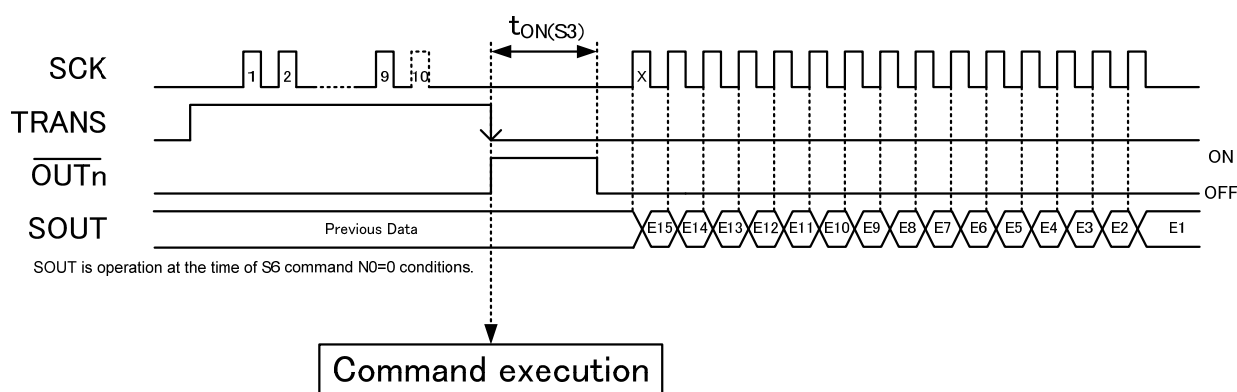 tON(S3)
SCK 1 2 9 10 X
TRANS
OUTn ON
OFF
SOUT Previous Data E15 E14 E13 E12 E11 E10 E9 E8 E7 E6 E5 E4 E3 E2 E1
SOUT is operation at the time of S6 command N0=0 conditions.
Command execution